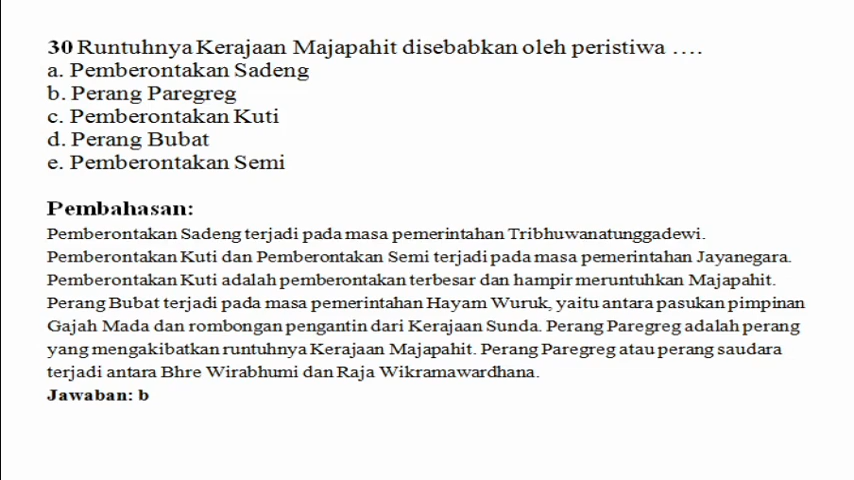 30 Runtuhnya Kerajaan Majapahit disebabkan oleh peristiwa ....
a. Pemberontakan Sadeng
b. Perang Paregreg
c. Pemberontakan Kuti
d. Perang Bubat
e. Pemberontakan Semi
Pembahasan:
Pemberontakan Sadeng terjadi pada masa pemerintahan Tribhuwanatunggadewi.
Pemberontakan Kuti dan Pemberontakan Semi terjadi pada masa pemerintahan Jayanegara.
Pemberontakan Kuti adalah pemberontakan terbesar dan hampir meruntuhkan Majapahit.
Perang Bubat terjadi pada masa pemerintahan Hayam Wuruk, yaitu antara pasukan pimpinan
Gajah Mada dan rombongan pengantin dari Kerajaan Sunda. Perang Paregreg adalah perang
yang mengakibatkan runtuhnya Kerajaan Majapahit. Perang Paregreg atau perang saudara
terjadi antara Bhre Wirabhumi dan Raja Wikramawardhana.
Jawaban: b